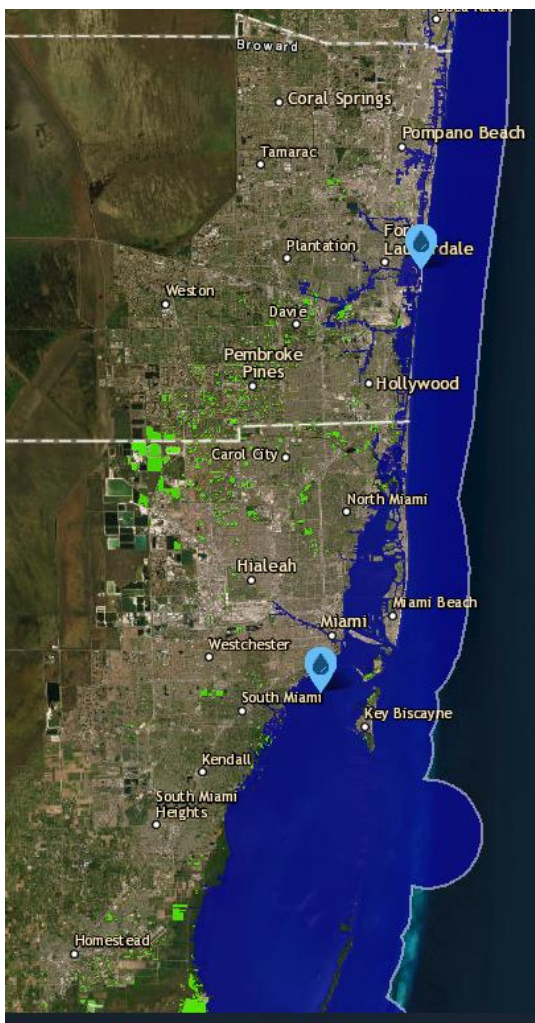 Broward
Coral Springs
Pompano Beach
Tamarac
Plantation
Fort
Lauderdale
Weston
Davie
Pembroke
Pines
Hollywood
Carol City
North Miami
Hialeah
Miami Beach
Miami
Westchester
South Miami
Key Biscayne
Kendall
South Miami
Heights
Homestead